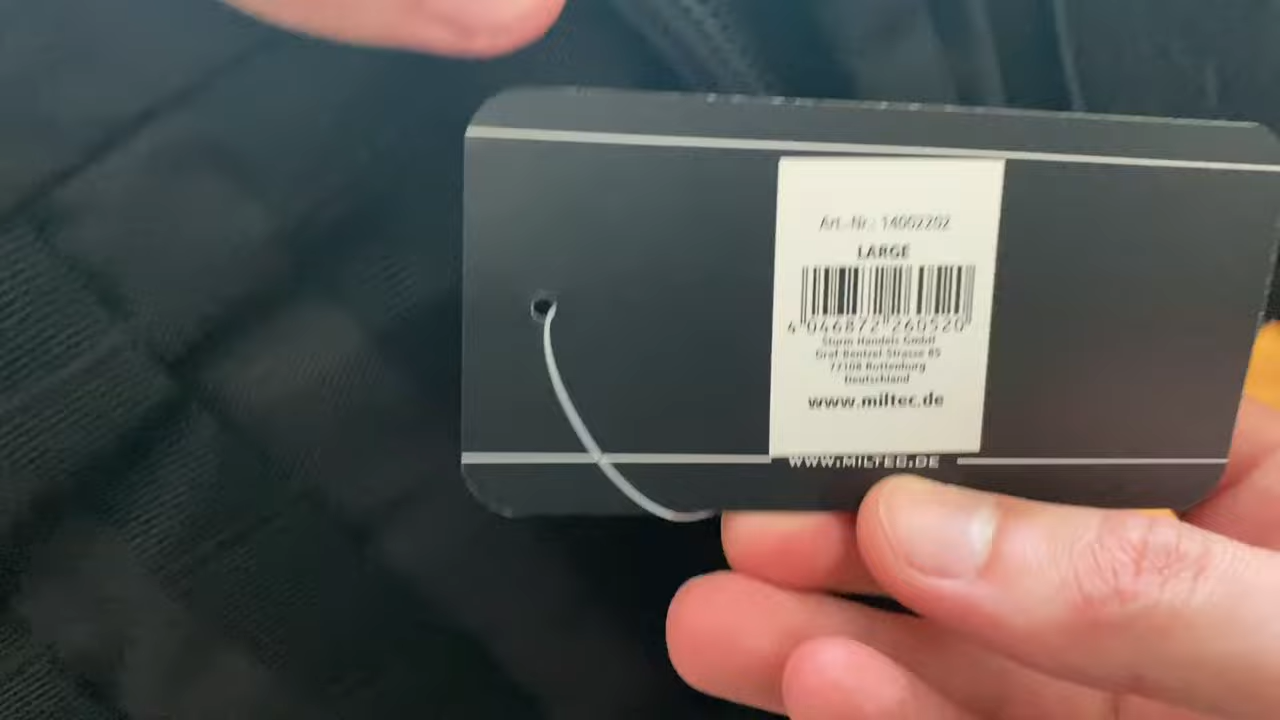 Art.-Nr.: 14002202
LARGE
4 046872 260520
Sturm Handels GmbH
Graf-Bentzel-Strasse 85
72108 Rottenburg
Deutschland
www.miltec.de
WWW.MILTEC.DE